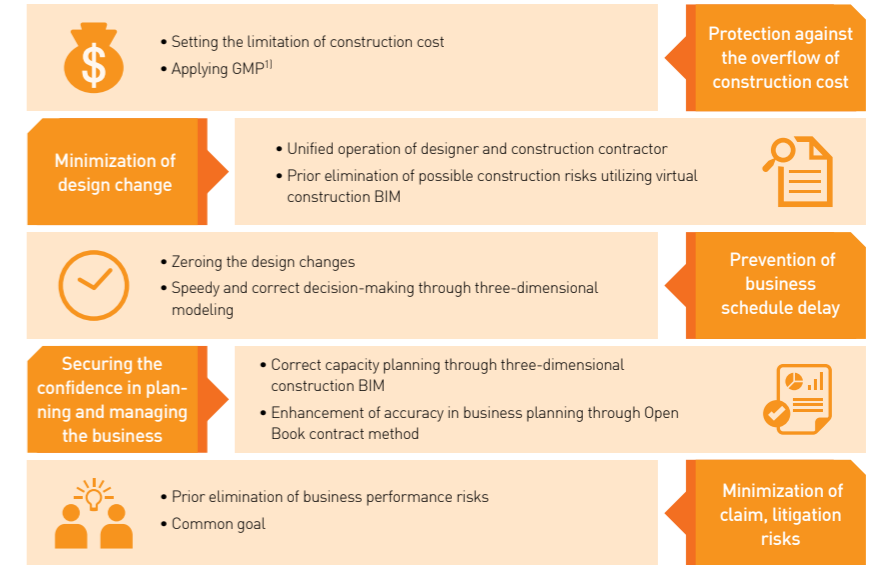 • Setting the limitation of construction cost
• Applying GMP1)
Protection against
the overflow of
construction cost
Minimization of
design change
• Unified operation of designer and construction contractor
• Prior elimination of possible construction risks utilizing virtual
construction BIM
• Zeroing the design changes
• Speedy and correct decision-making through three-dimensional
modeling
Prevention of
business
schedule delay
Securing the
confidence in plan-
ning and managing
the business
• Correct capacity planning through three-dimensional
construction BIM
• Enhancement of accuracy in business planning through Open
Book contract method
• Prior elimination of business performance risks
• Common goal
Minimization of
claim, litigation
risks